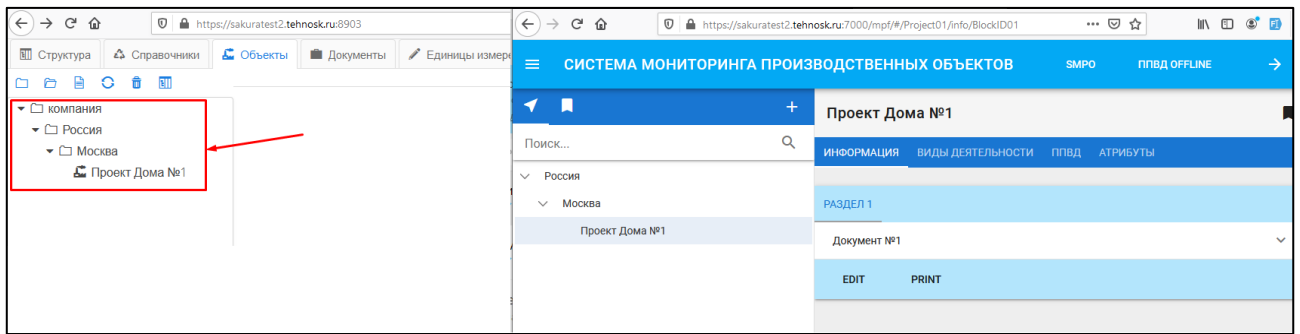 https://sakuratest2.tehnosk.ru:8903
Структура Справочники Объекты Документы Единицы измере
компания
Россия
Москва
Проект Дома №1
https://sakuratest2.tehnosk.ru:7000/mpf/#/Project01/info/BlockID01
СИСТЕМА МОНИТОРИНГА ПРОИЗВОДСТВЕННЫХ ОБЪЕКТОВ SMPO ППВД OFFLINE
Поиск...
Россия
Москва
Проект Дома №1
Проект Дома №1
ИНФОРМАЦИЯ ВИДЫ ДЕЯТЕЛЬНОСТИ ППВД АТРИБУТЫ
РАЗДЕЛ 1
Документ №1
EDIT PRINT